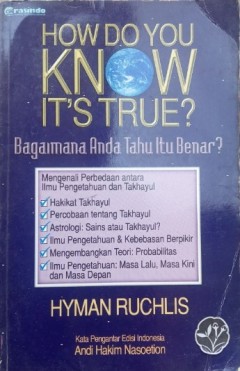 Graundo
HOW DO YOU
KNOW
IT'S TRUE?
Bagaimana Anda Tahu Itu Benar?
Mengenali Perbedaan antara
Ilmu Pengetahuan dan Takhayul
Hakikat Takhayul
Percobaan tentang Takhayul
Astrologi: Sains atau Takhayul?
Ilmu Pengetahuan & Kebebasan Berpikir
Mengembangkan Teori: Probabilitas
Ilmu Pengetahuan: Masa Lalu, Masa Kini
dan Masa Depan
HYMAN RUCHLIS
Kata Pengantar Edisi Indonesia
Andi Hakim Nasoetion